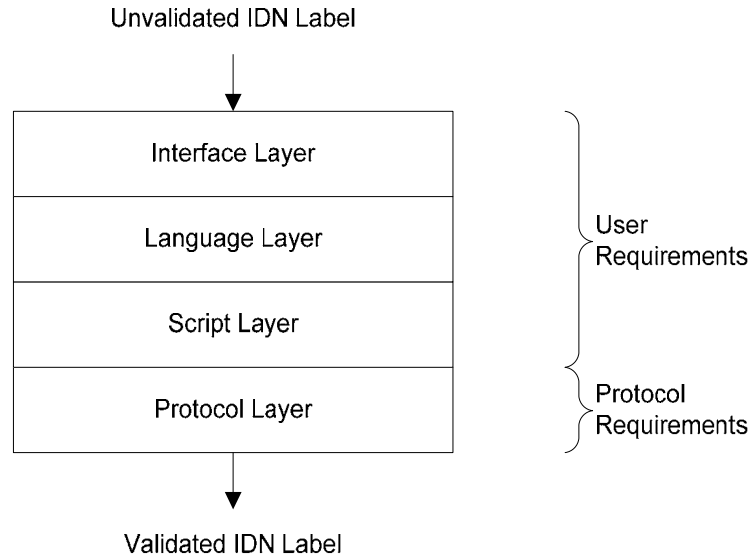 Unvalidated IDN Label
Interface Layer
Language Layer
User
Requirements
Script Layer
Protocol Layer
Protocol
Requirements
Validated IDN Label